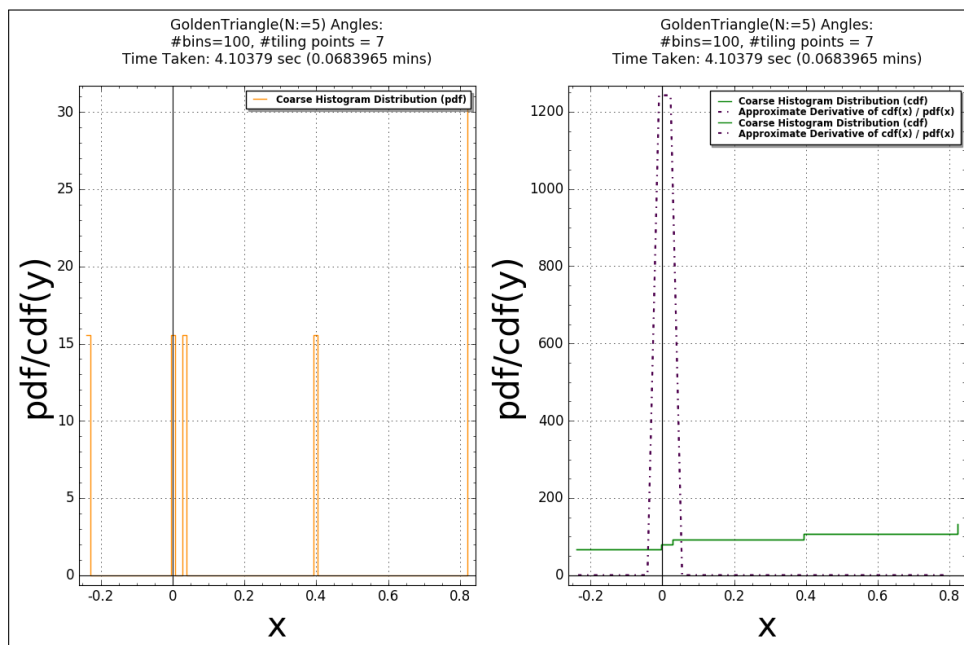 GoldenTriangle(N:=5) Angles:
#bins=100, #tiling points = 7
Time Taken: 4.10379 sec (0.0683965 mins)
Coarse Histogram Distribution (pdf)
30
25
20
15
10
5
0
-0.2
0
0.2
0.4
0.6
0.8
pdf/cdf(y)
x
GoldenTriangle(N:=5) Angles:
#bins=100, #tiling points = 7
Time Taken: 4.10379 sec (0.0683965 mins)
Coarse Histogram Distribution (cdf)
Approximate Derivative of cdf(x) / pdf(x)
Coarse Histogram Distribution (cdf)
Approximate Derivative of cdf(x) / pdf(x)
1200
1000
800
600
400
200
0
-0.2
0
0.2
0.4
0.6
0.8
pdf/cdf(y)
x